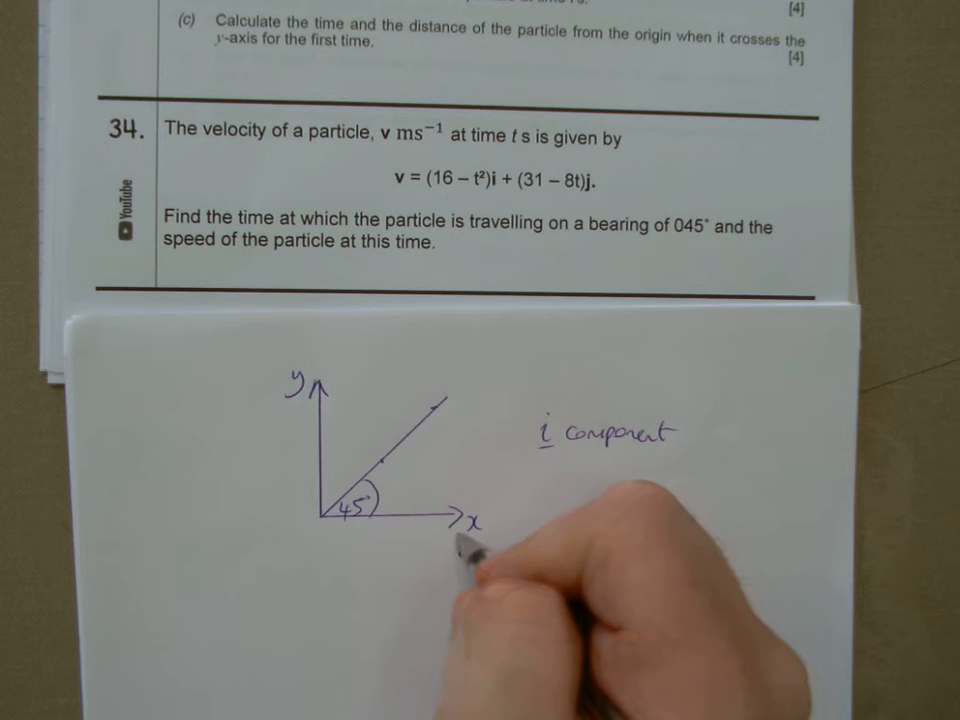 [4]
(c) Calculate the time and the distance of the particle from the origin when it crosses the
y-axis for the first time.
[4]
34. The velocity of a particle, v ms⁻¹ at time t s is given by
v = (16 – t²)i + (31 – 8t)j.
YouTube
Find the time at which the particle is travelling on a bearing of 045° and the
speed of the particle at this time.
y
i component
45°
x